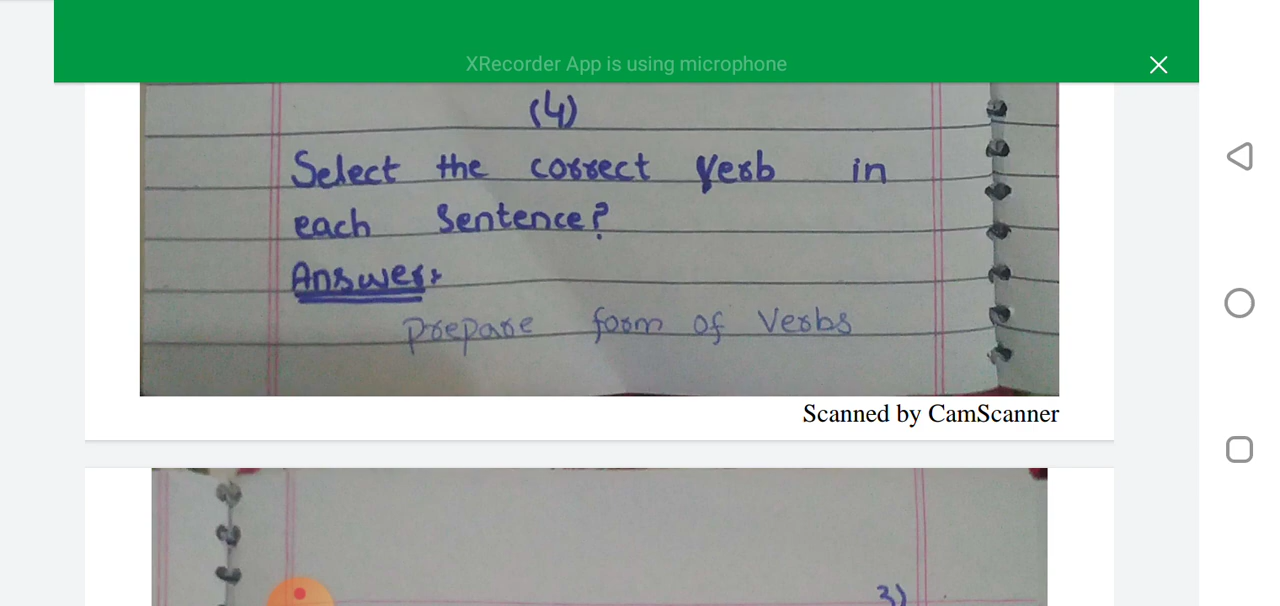 XRecorder App is using microphone
(4)
Select the correct Verb in
each Sentence?
Answer:
Prepare form of Verbs
Scanned by CamScanner
3)